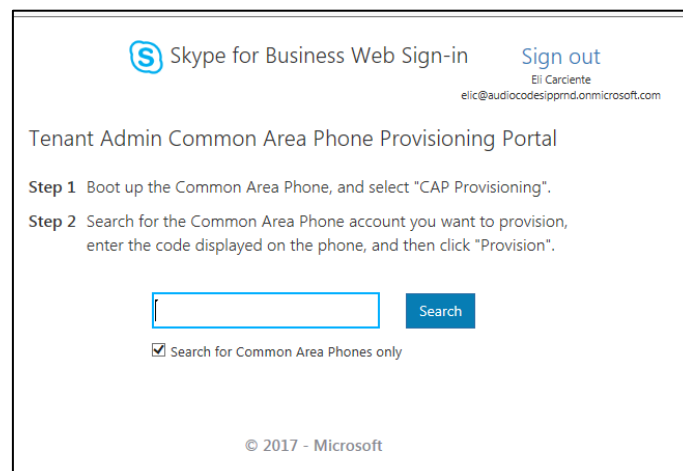 Skype for Business Web Sign-in
Sign out
Eli Carciente
elic@audiocodesipprnd.onmicrosoft.com
Tenant Admin Common Area Phone Provisioning Portal
Step 1 Boot up the Common Area Phone, and select "CAP Provisioning".
Step 2 Search for the Common Area Phone account you want to provision,
enter the code displayed on the phone, and then click "Provision".
Search
Search for Common Area Phones only
© 2017 - Microsoft